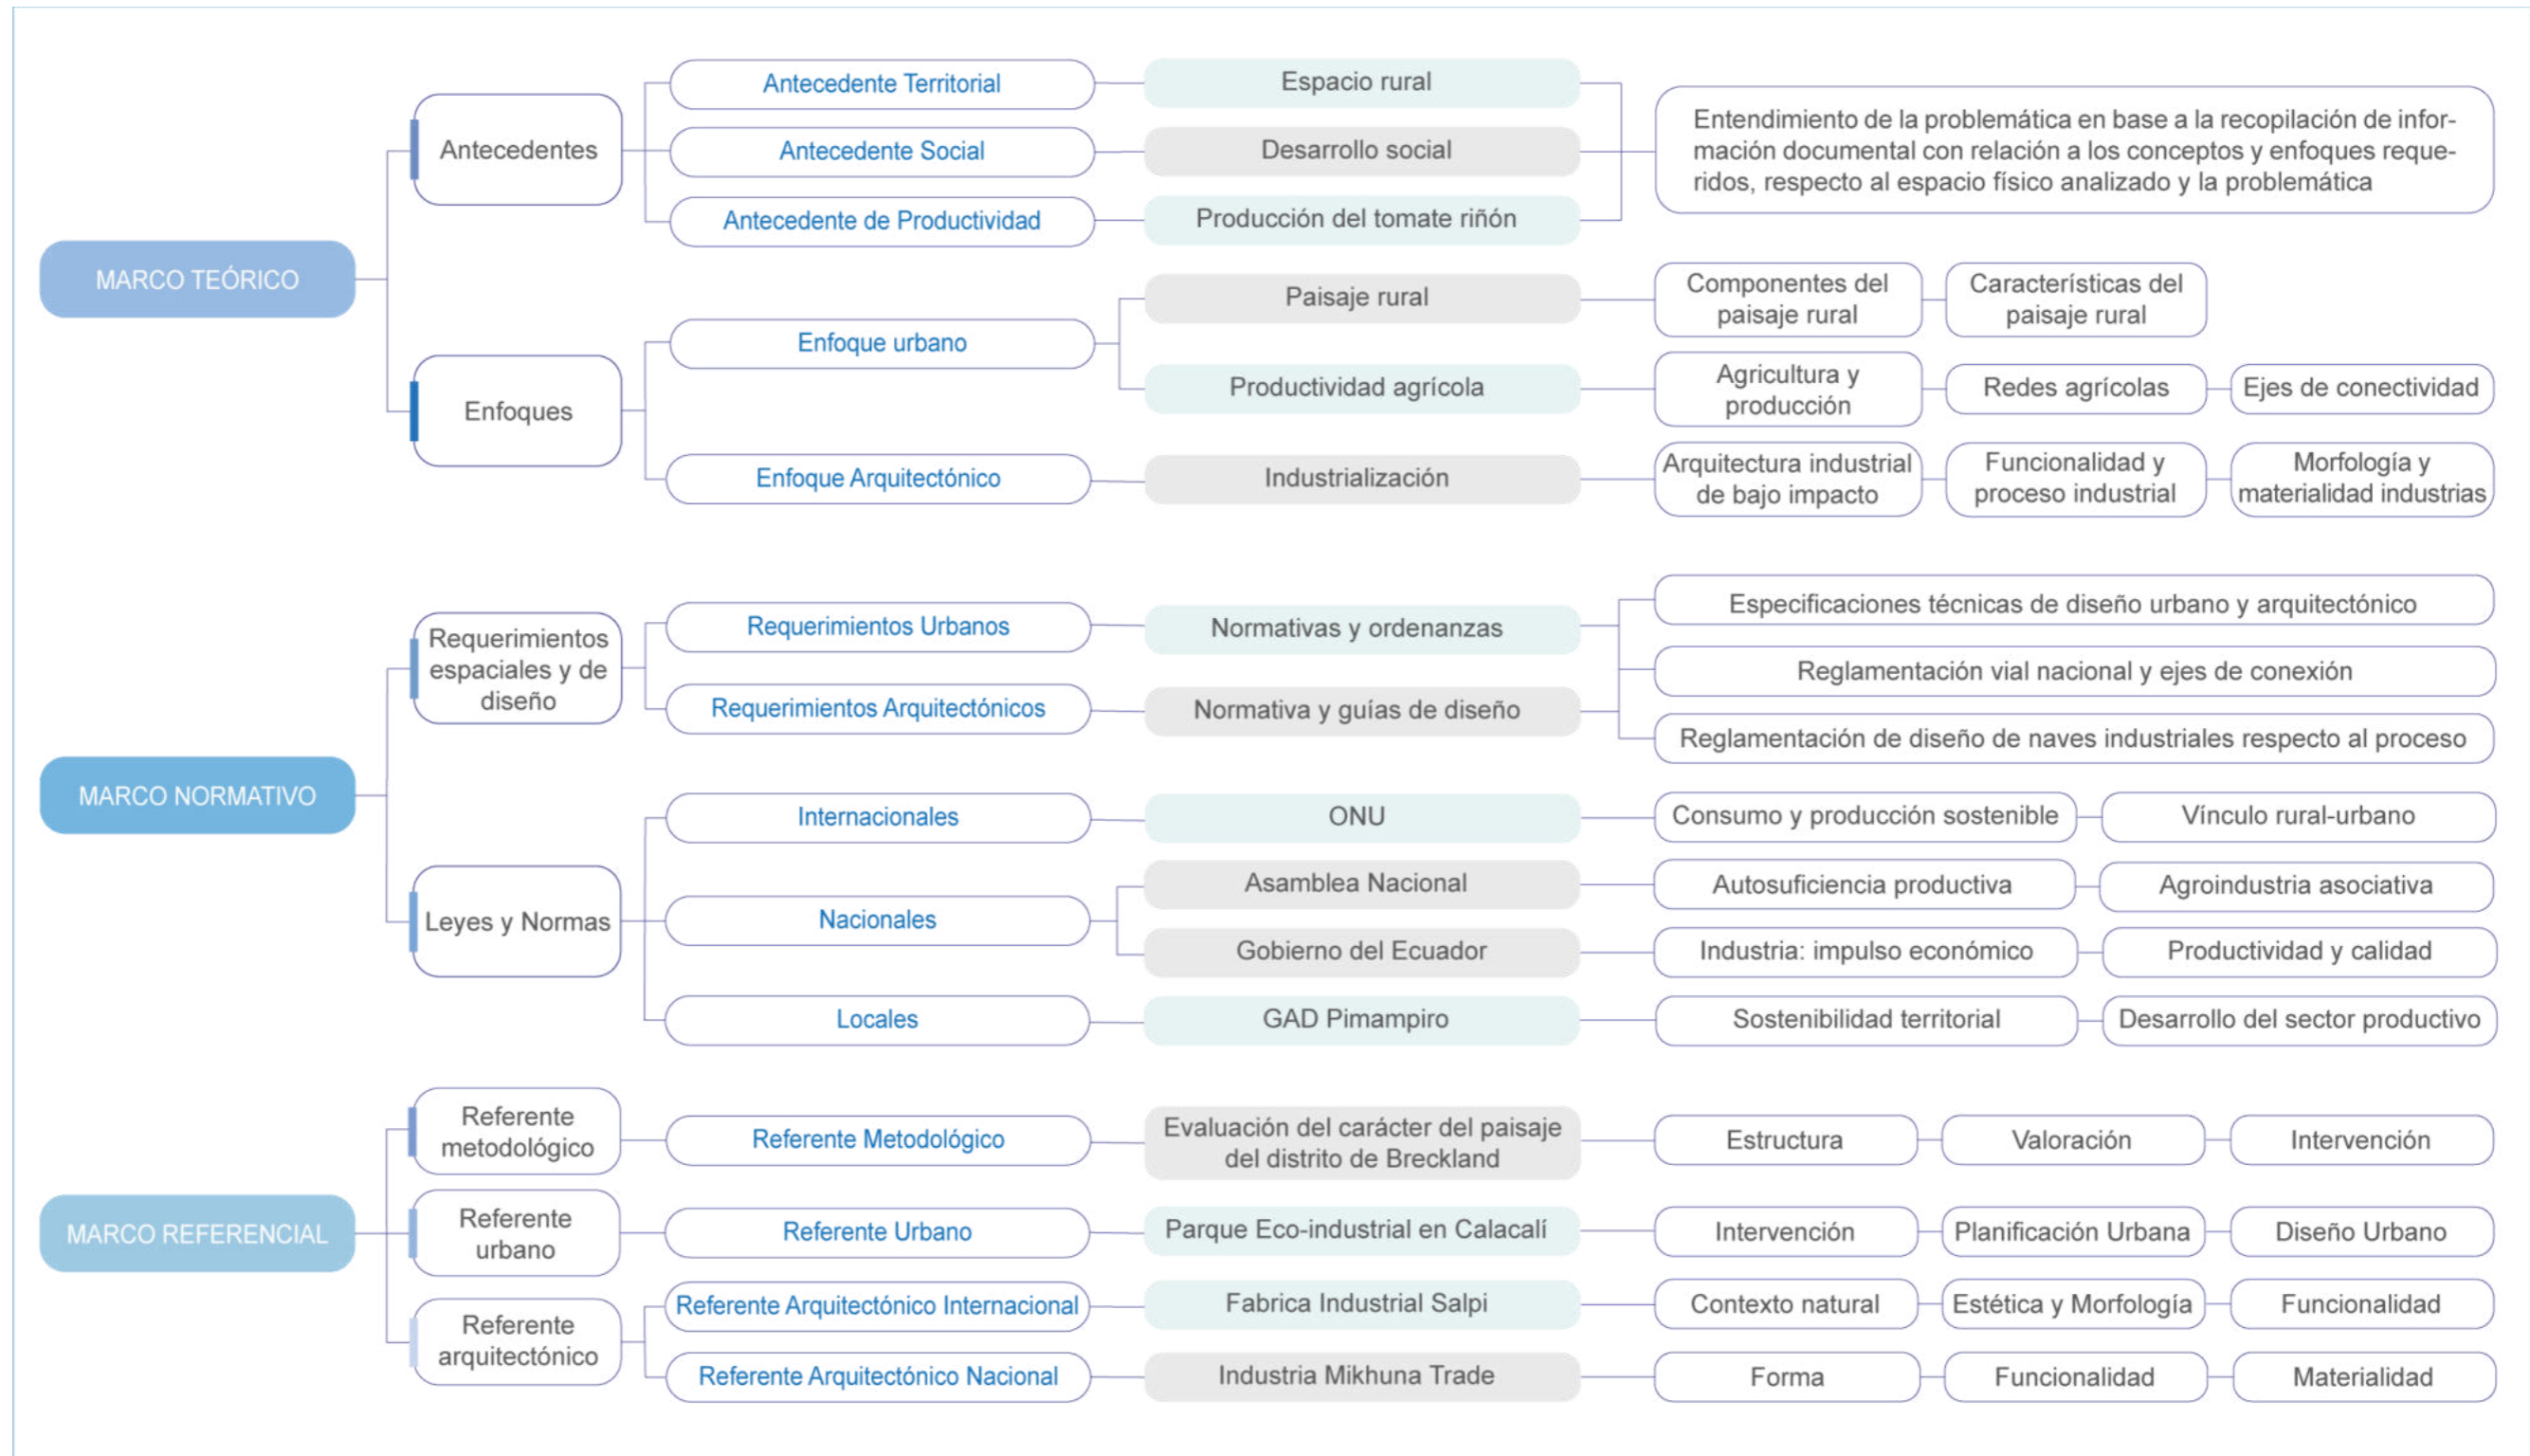 MARCO TEÓRICO
Antecedentes
Antecedente Territorial
Espacio rural
Antecedente Social
Desarrollo social
Antecedente de Productividad
Producción del tomate riñón
Entendimiento de la problemática en base a la recopilación de infor-
mación documental con relación a los conceptos y enfoques reque-
ridos, respecto al espacio físico analizado y la problemática
Enfoques
Enfoque urbano
Paisaje rural
Componentes del
paisaje rural
Características del
paisaje rural
Productividad agrícola
Agricultura y
producción
Redes agrícolas
Ejes de conectividad
Enfoque Arquitectónico
Industrialización
Arquitectura industrial
de bajo impacto
Funcionalidad y
proceso industrial
Morfología y
materialidad industrias
MARCO NORMATIVO
Requerimientos
espaciales y de
diseño
Requerimientos Urbanos
Normativas y ordenanzas
Requerimientos Arquitectónicos
Normativa y guías de diseño
Especificaciones técnicas de diseño urbano y arquitectónico
Reglamentación vial nacional y ejes de conexión
Reglamentación de diseño de naves industriales respecto al proceso
Leyes y Normas
Internacionales
ONU
Consumo y producción sostenible
Vínculo rural-urbano
Nacionales
Asamblea Nacional
Autosuficiencia productiva
Agroindustria asociativa
Gobierno del Ecuador
Industria: impulso económico
Productividad y calidad
Locales
GAD Pimampiro
Sostenibilidad territorial
Desarrollo del sector productivo
MARCO REFERENCIAL
Referente
metodológico
Referente Metodológico
Evaluación del carácter del paisaje
del distrito de Breckland
Estructura
Valoración
Intervención
Referente
urbano
Referente Urbano
Parque Eco-industrial en Calacalí
Intervención
Planificación Urbana
Diseño Urbano
Referente
arquitectónico
Referente Arquitectónico Internacional
Fabrica Industrial Salpi
Contexto natural
Estética y Morfología
Funcionalidad
Referente Arquitectónico Nacional
Industria Mikhuna Trade
Forma
Funcionalidad
Materialidad